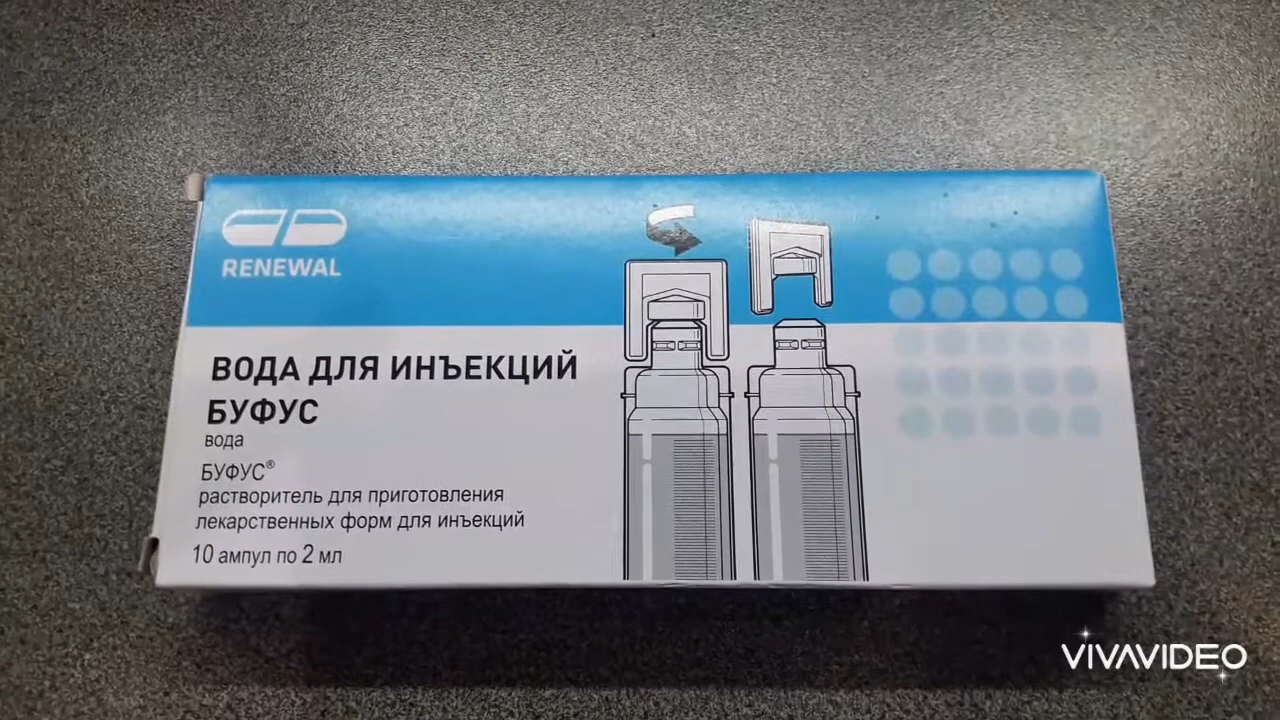 RENEWAL
ВОДА ДЛЯ ИНЪЕКЦИЙ
БУФУС
вода
БУФУС®
растворитель для приготовления
лекарственных форм для инъекций
10 ампул по 2 мл
VIVAVIDEO